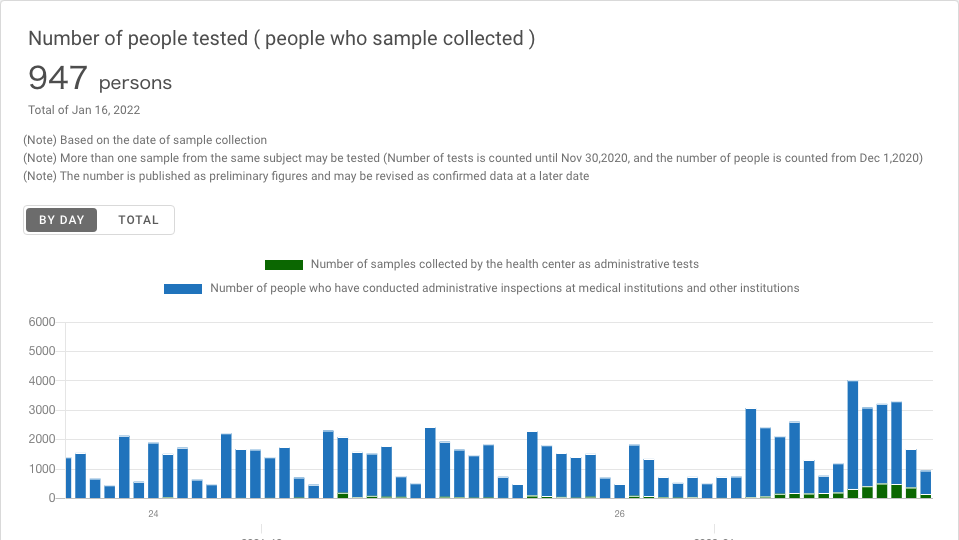 Number of people tested ( people who sample collected )
947 persons
Total of Jan 16, 2022
(Note) Based on the date of sample collection
(Note) More than one sample from the same subject may be tested (Number of tests is counted until Nov 30,2020, and the number of people is counted from Dec 1,2020)
(Note) The number is published as preliminary figures and may be revised as confirmed data at a later date
BY DAY TOTAL
Number of samples collected by the health center as administrative tests
Number of people who have conducted administrative inspections at medical institutions and other institutions
6000
5000
4000
3000
2000
1000
0
24 26